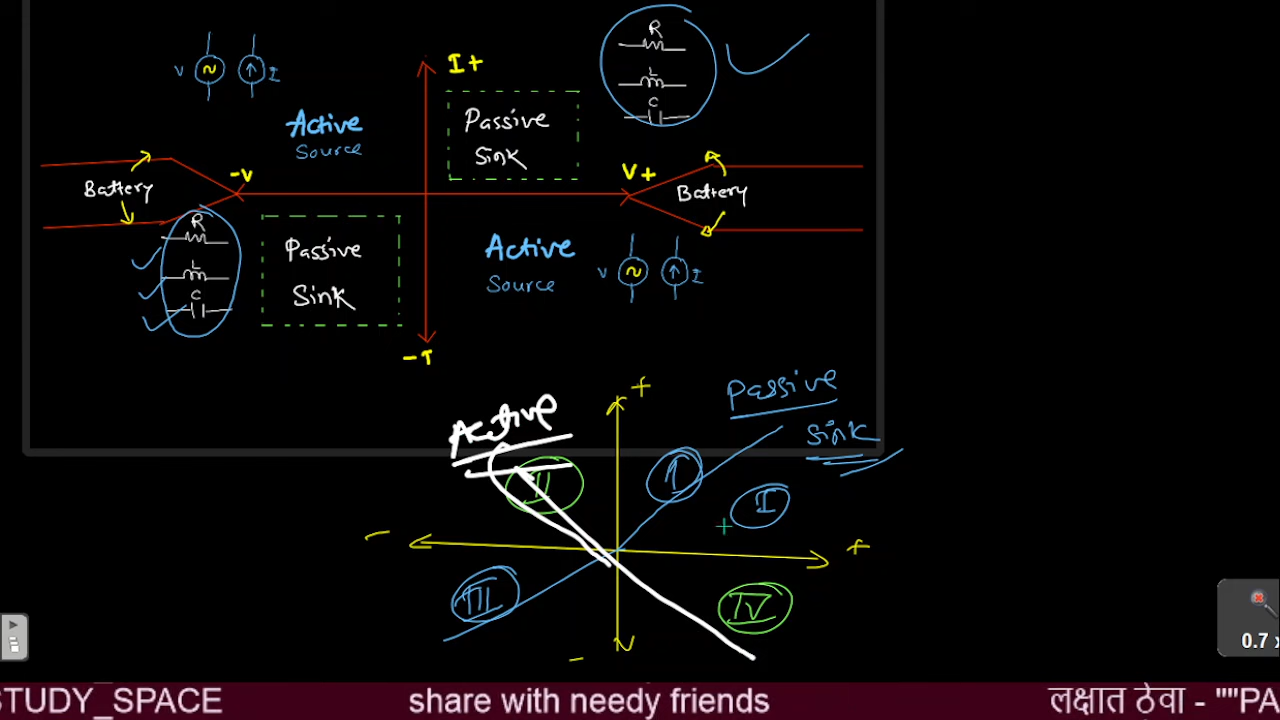 R
I+
L
V ~ ↑ I
C
Active
Source
Passive
Sink
-V
V+
Battery
Battery
R
L
C
Passive
Sink
Active
Source
V ~ ↑ I
-I
+
Passive
Sink
Active
II
I
I
-
+
III
IV
-
0.7 x
STUDY_SPACE share with needy friends लक्षात ठेवा - ""PA